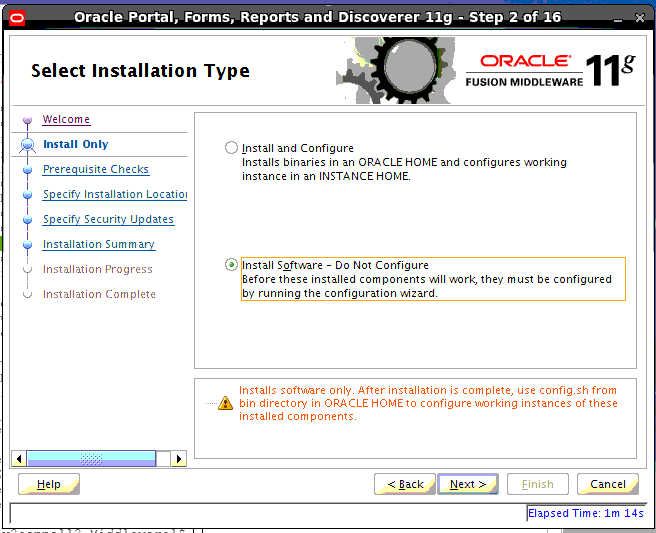 Oracle Portal, Forms, Reports and Discoverer 11g - Step 2 of 16
Select Installation Type
ORACLE
FUSION MIDDLEWARE 11g
Welcome
Install Only
Prerequisite Checks
Specify Installation Location
Specify Security Updates
Installation Summary
Installation Progress
Installation Complete
Install and Configure
Installs binaries in an ORACLE HOME and configures working
instance in an INSTANCE HOME.
Install Software - Do Not Configure
Before these installed components will work, they must be configured
by running the configuration wizard.
Installs software only. After installation is complete, use config.sh from
bin directory in ORACLE HOME to configure working instances of these
installed components.
Help
< Back
Next >
Finish
Cancel
Elapsed Time: 1m 14s